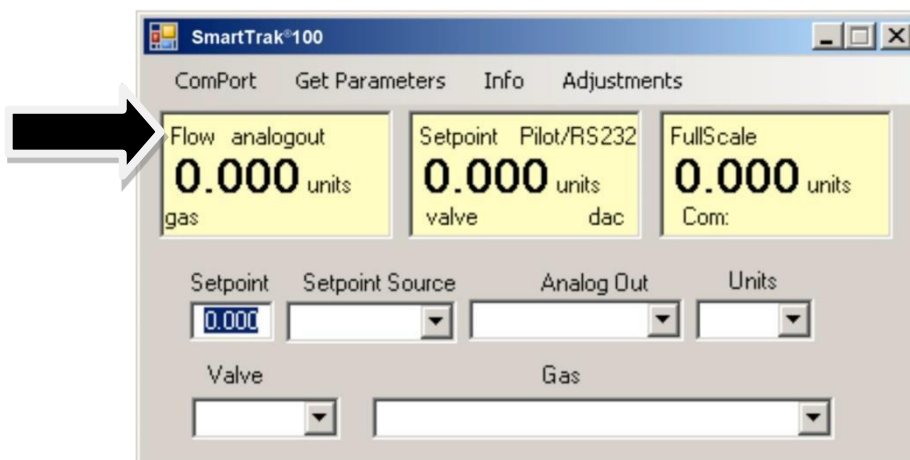 SmartTrak®100
ComPort Get Parameters Info Adjustments
Flow analogout
0.000 units
gas
Setpoint Pilot/RS232
0.000 units
valve dac
FullScale
0.000 units
Com:
Setpoint Setpoint Source Analog Out Units
0.000
Valve Gas